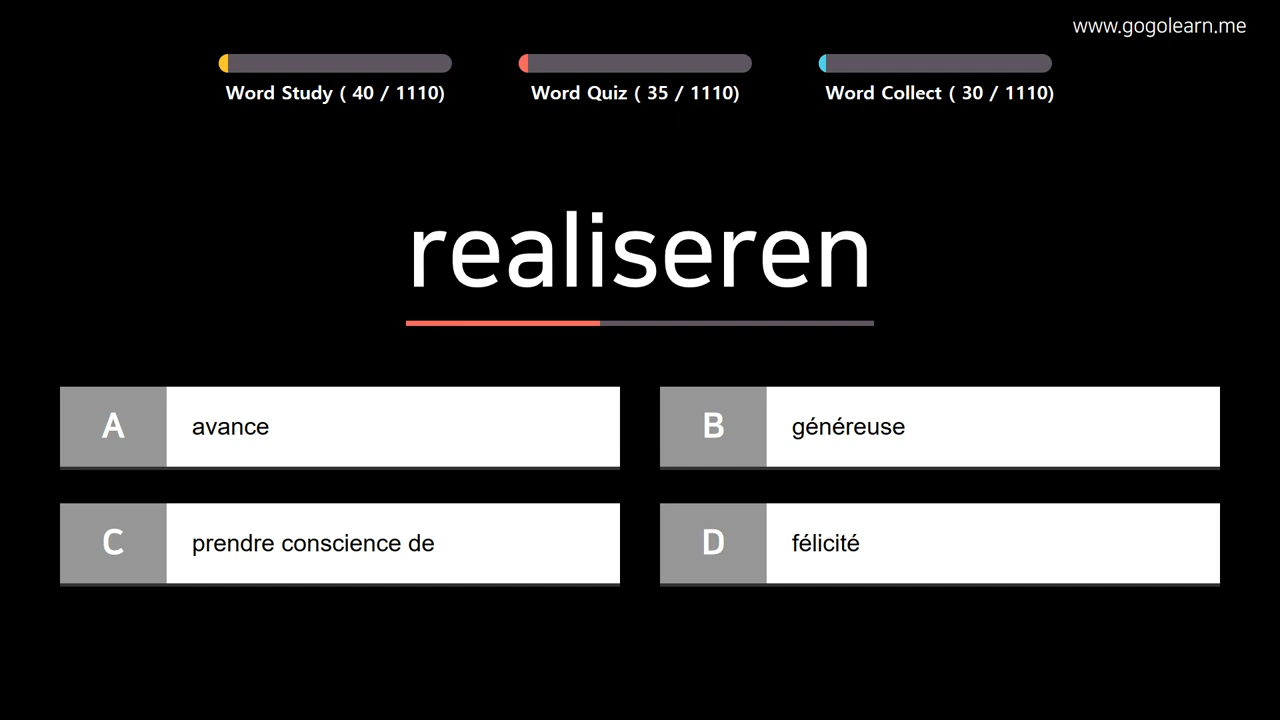 www.gogolearn.me
Word Study ( 40 / 1110)
Word Quiz ( 35 / 1110)
Word Collect ( 30 / 1110)
realiseren
A
avance
B
généreuse
C
prendre conscience de
D
félicité